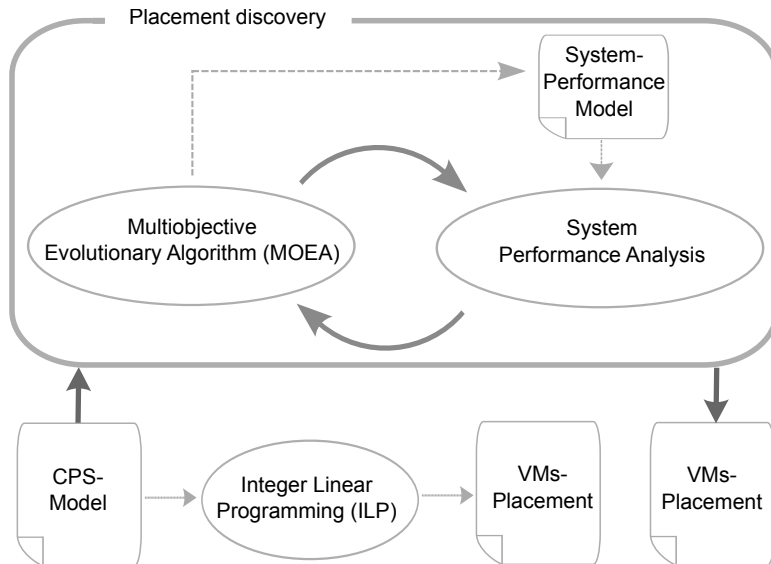 Placement discovery
System-
Performance
Model
Multiobjective
Evolutionary Algorithm (MOEA)
System
Performance Analysis
CPS-
Model
Integer Linear
Programming (ILP)
VMs-
Placement
VMs-
Placement